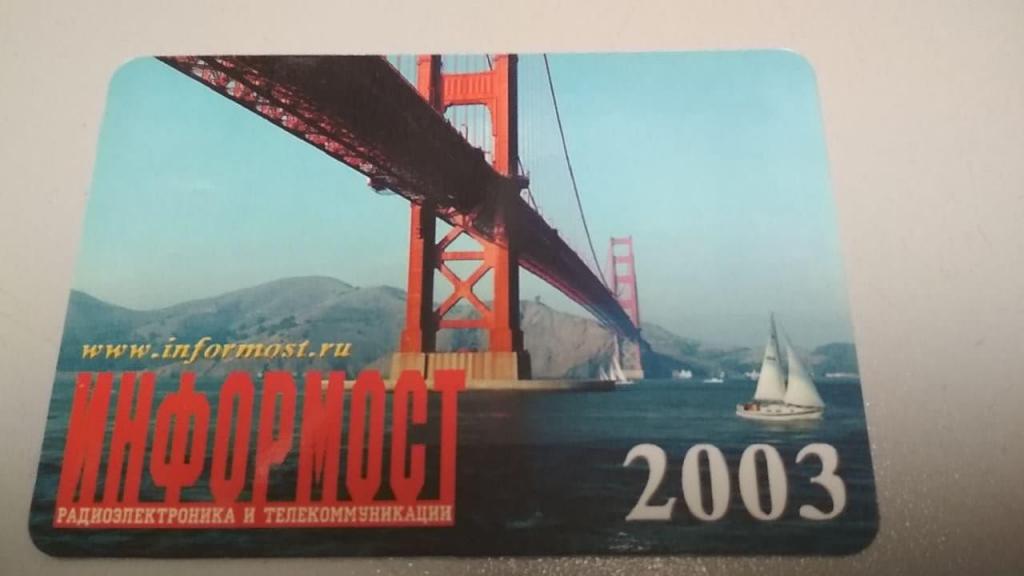 www.informost.ru
ИНФОРМОСТ
РАДИОЭЛЕКТРОНИКА И ТЕЛЕКОММУНИКАЦИИ
2003